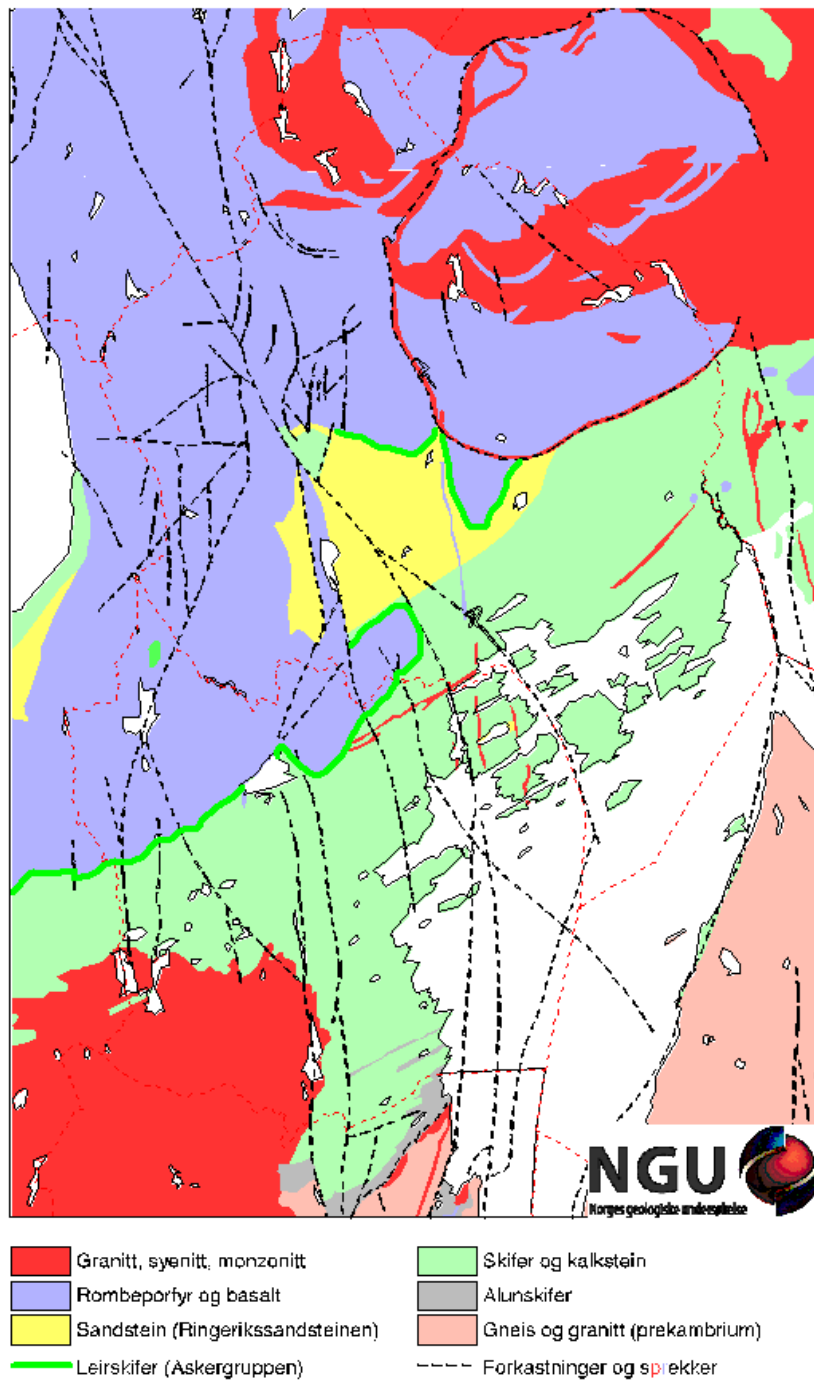 NGU
Norges geologiske undersøkelse
Granitt, syenitt, monzonitt
Rombeporfyr og basalt
Sandstein (Ringerikssandsteinen)
Leirskifer (Askergruppen)
Skifer og kalkstein
Alunskifer
Gneis og granitt (prekambrium)
Forkastninger og sprekker